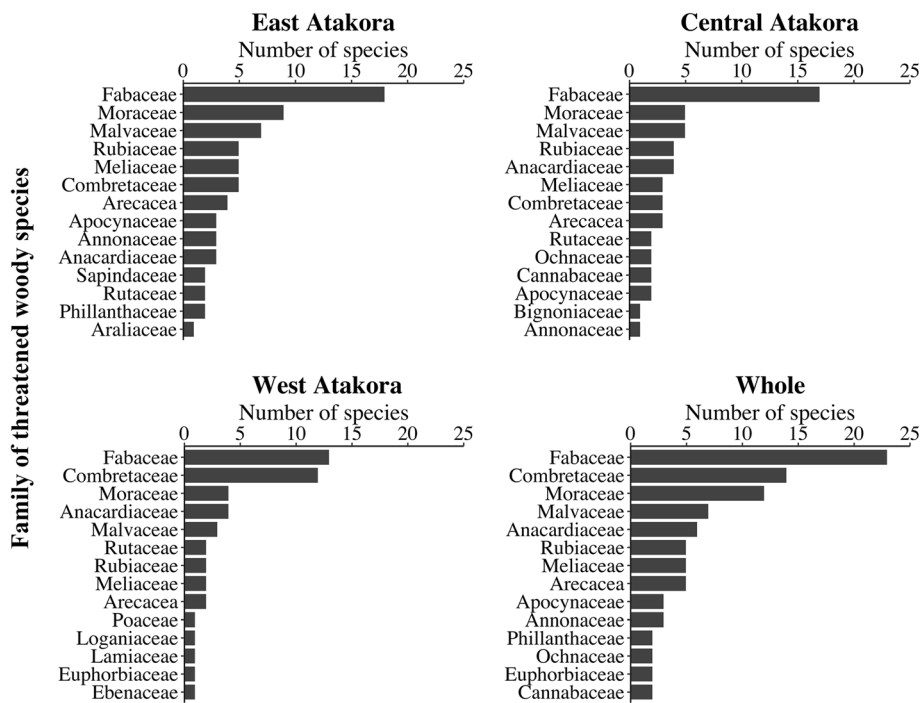 Family of threatened woody species
East Atakora
Number of species
0 5 10 15 20 25
Fabaceae
Moraceae
Malvaceae
Rubiaceae
Meliaceae
Combretaceae
Arecacea
Apocynaceae
Annonaceae
Anacardiaceae
Sapindaceae
Rutaceae
Phillanthaceae
Araliaceae
Central Atakora
Number of species
0 5 10 15 20 25
Fabaceae
Moraceae
Malvaceae
Rubiaceae
Anacardiaceae
Meliaceae
Combretaceae
Arecacea
Rutaceae
Ochnaceae
Cannabaceae
Apocynaceae
Bignoniaceae
Annonaceae
West Atakora
Number of species
0 5 10 15 20 25
Fabaceae
Combretaceae
Moraceae
Anacardiaceae
Malvaceae
Rutaceae
Rubiaceae
Meliaceae
Arecacea
Poaceae
Loganiaceae
Lamiaceae
Euphorbiaceae
Ebenaceae
Whole
Number of species
0 5 10 15 20 25
Fabaceae
Combretaceae
Moraceae
Malvaceae
Anacardiaceae
Rubiaceae
Meliaceae
Arecacea
Apocynaceae
Annonaceae
Phillanthaceae
Ochnaceae
Euphorbiaceae
Cannabaceae